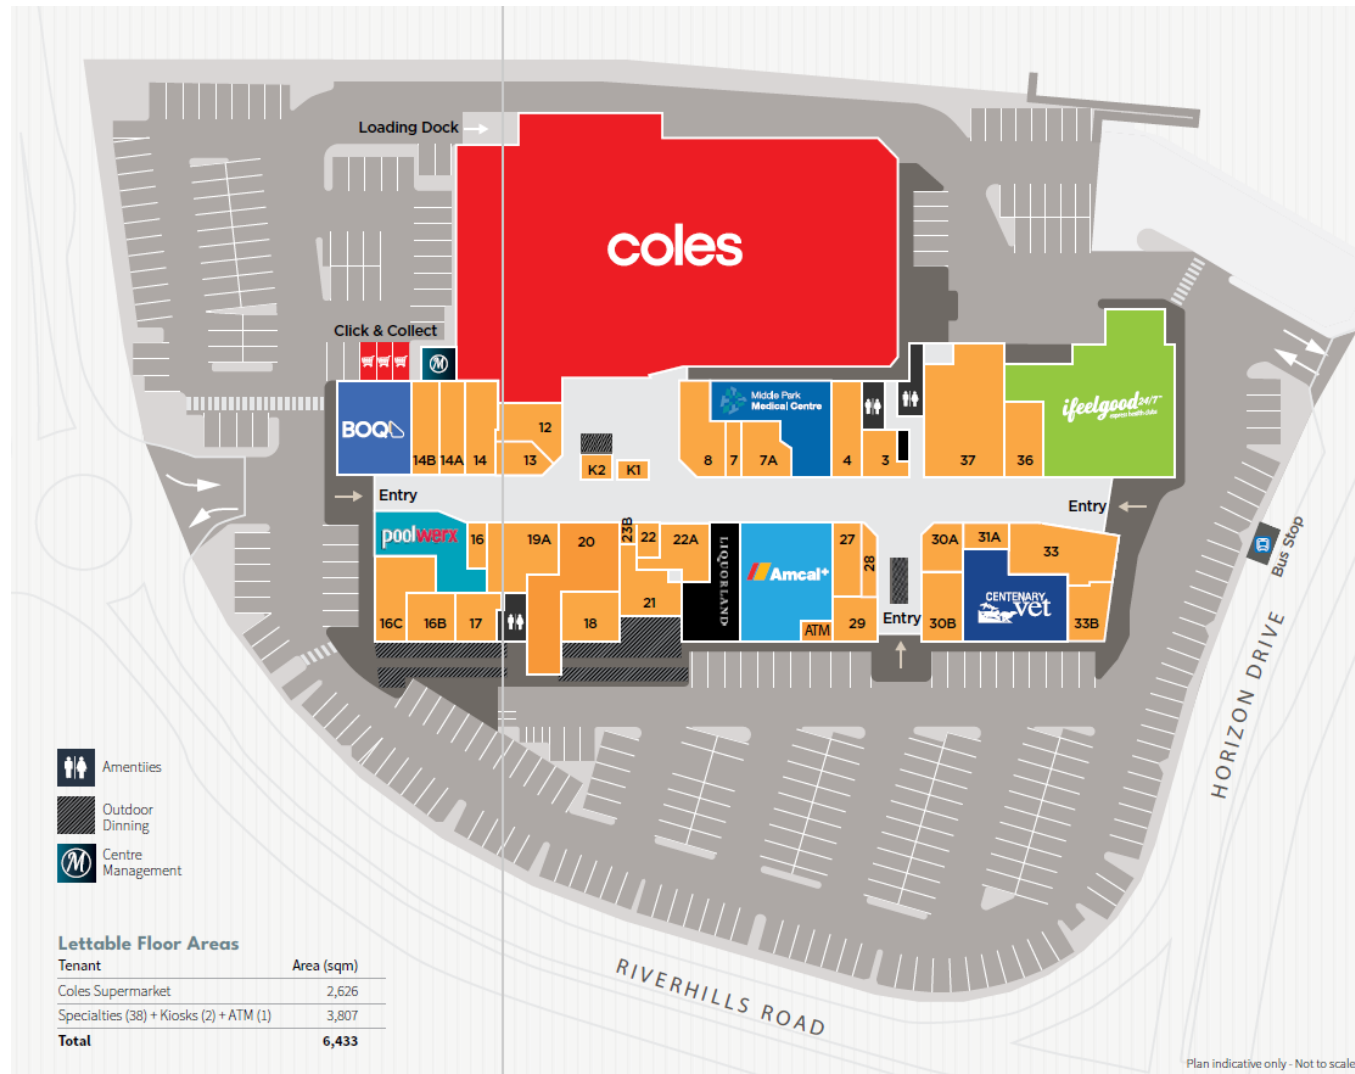 Loading Dock
coles
Click & Collect
M
BOQ
14B
14A
14
13
12
K2
K1
8
7
7A
Middle Park
Medical Centre
4
3
37
36
ifeelgood 24/7
Entry
Entry
poolwerx
16
19A
20
23B
22
22A
LIQUORLAND
Amcal+
27
28
30A
31A
33
16C
16B
17
18
21
ATM
29
Entry
30B
CENTENARY
vet
33B
Bus Stop
HORIZON DRIVE
RIVERHILLS ROAD
Amentiies
Outdoor
Dinning
M
Centre
Management
Lettable Floor Areas
Tenant Area (sqm)
Coles Supermarket 2,626
Specialties (38) + Kiosks (2) + ATM (1) 3,807
Total 6,433
Plan indicative only - Not to scale